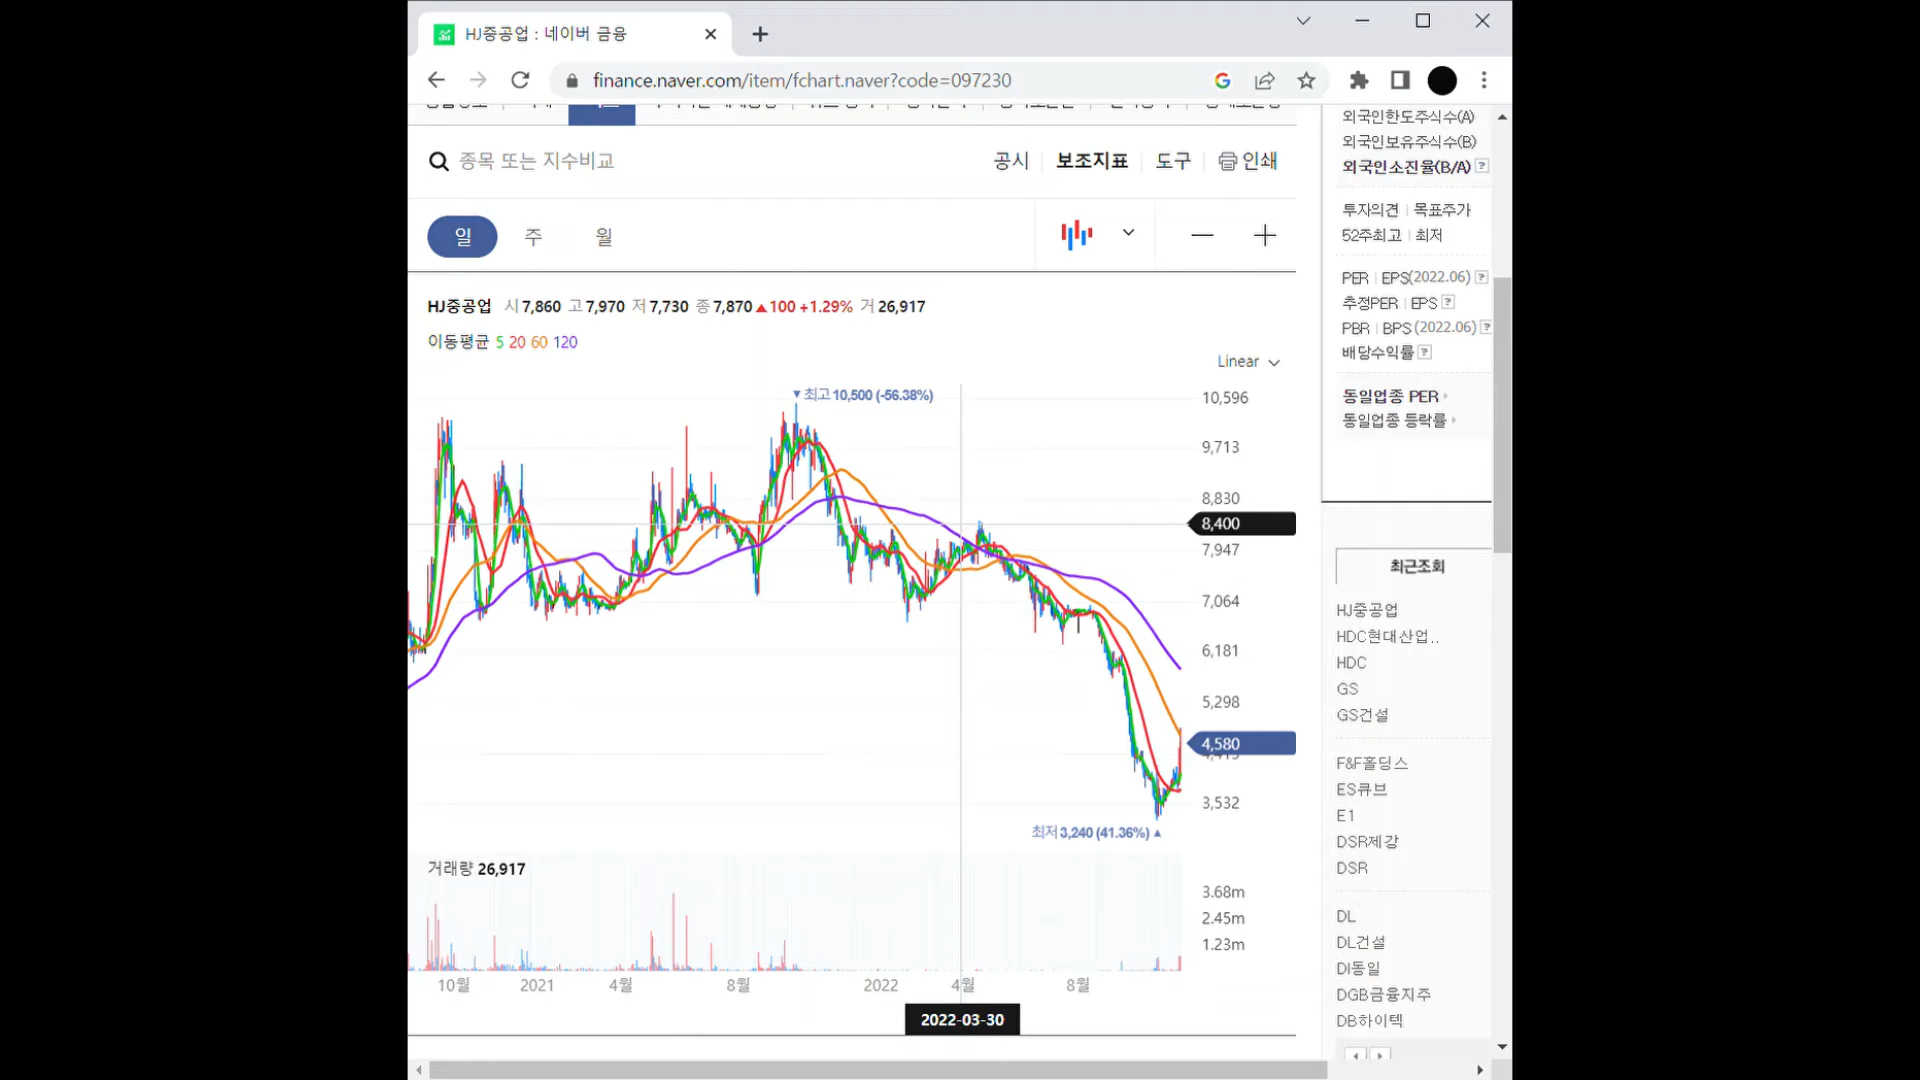 HJ중공업 : 네이버 금융
finance.naver.com/item/fchart.naver?code=097230
종목 또는 지수비교
공시 보조지표 도구 인쇄
일 주 월
HJ중공업 시 7,860 고 7,970 저 7,730 종 7,870 ▲100 +1.29% 거 26,917
이동평균 5 20 60 120
Linear
▼최고 10,500 (-56.38%)
10,596
9,713
8,830
8,400
7,947
7,064
6,181
5,298
4,580
3,532
최저 3,240 (41.36%) ▲
거래량 26,917
3.68m
2.45m
1.23m
10월 2021 4월 8월 2022 4월 8월
2022-03-30
외국인한도주식수(A)
외국인보유주식수(B)
외국인소진율(B/A) ?
투자의견 | 목표주가
52주최고 | 최저
PER | EPS(2022.06) ?
추정PER | EPS ?
PBR | BPS (2022.06) ?
배당수익률 ?
동일업종 PER
동일업종 등락률
최근조회
HJ중공업
HDC현대산업..
HDC
GS
GS건설
F&F홀딩스
ES큐브
E1
DSR제강
DSR
DL
DL건설
DI동일
DGB금융지주
DB하이텍